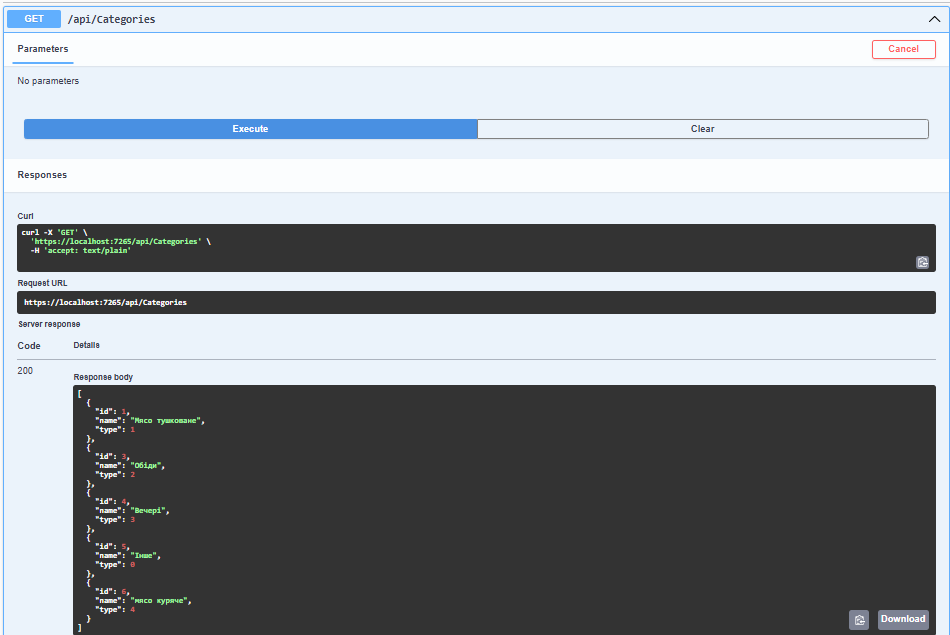 GET /api/Categories
Parameters
Cancel
No parameters
Execute
Clear
Responses
Curl
curl -X 'GET' \
'https://localhost:7265/api/Categories' \
-H 'accept: text/plain'
Request URL
https://localhost:7265/api/Categories
Server response
Code Details
200
Response body
[
{
"id": 1,
"name": "Мясо тушковане",
"type": 1
},
{
"id": 3,
"name": "Обіди",
"type": 2
},
{
"id": 4,
"name": "Вечері",
"type": 3
},
{
"id": 5,
"name": "Інше",
"type": 0
},
{
"id": 6,
"name": "мясо куряче",
"type": 4
}
]
Download